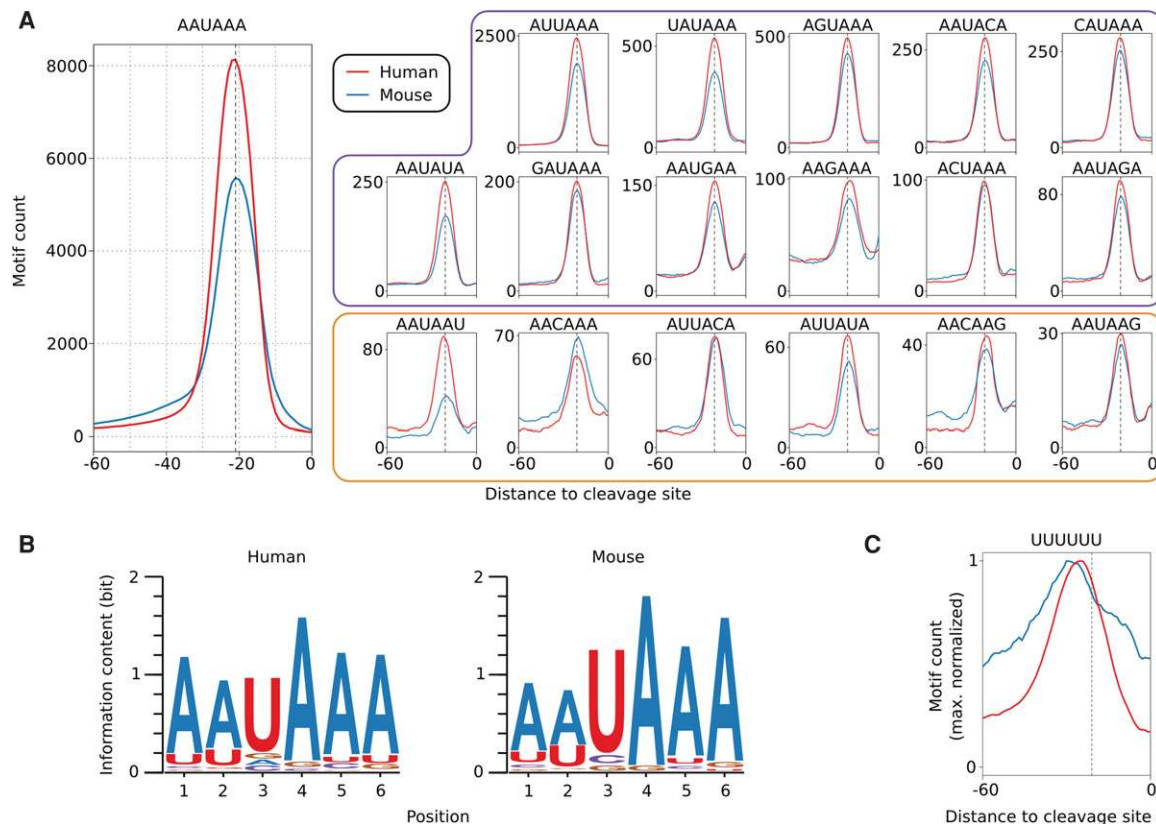 A
AAUAAA
Motif count
8000
6000
4000
2000
0
-60
-40
-20
0
Human
Mouse
AUUAAA
2500
0
UAUAAA
500
0
AGUAAA
500
0
AAUACA
250
0
CAUAAA
250
0
AAUAUA
250
0
GAUAAA
200
0
AAUGAA
150
0
AAGAAA
100
0
ACUAAA
100
0
AAUAGA
80
0
AAUAAU
80
0
-60
0
AACAAA
70
0
-60
0
AUUACA
60
0
-60
0
AUUAUA
60
0
-60
0
AACAAG
40
0
-60
0
AAUAAG
30
0
-60
0
Distance to cleavage site
B
Human
Information content (bit)
2
1
0
1 2 3 4 5 6
Mouse
2
1
0
1 2 3 4 5 6
Position
C
UUUUUU
Motif count
(max. normalized)
1
0
-60
0
Distance to cleavage site